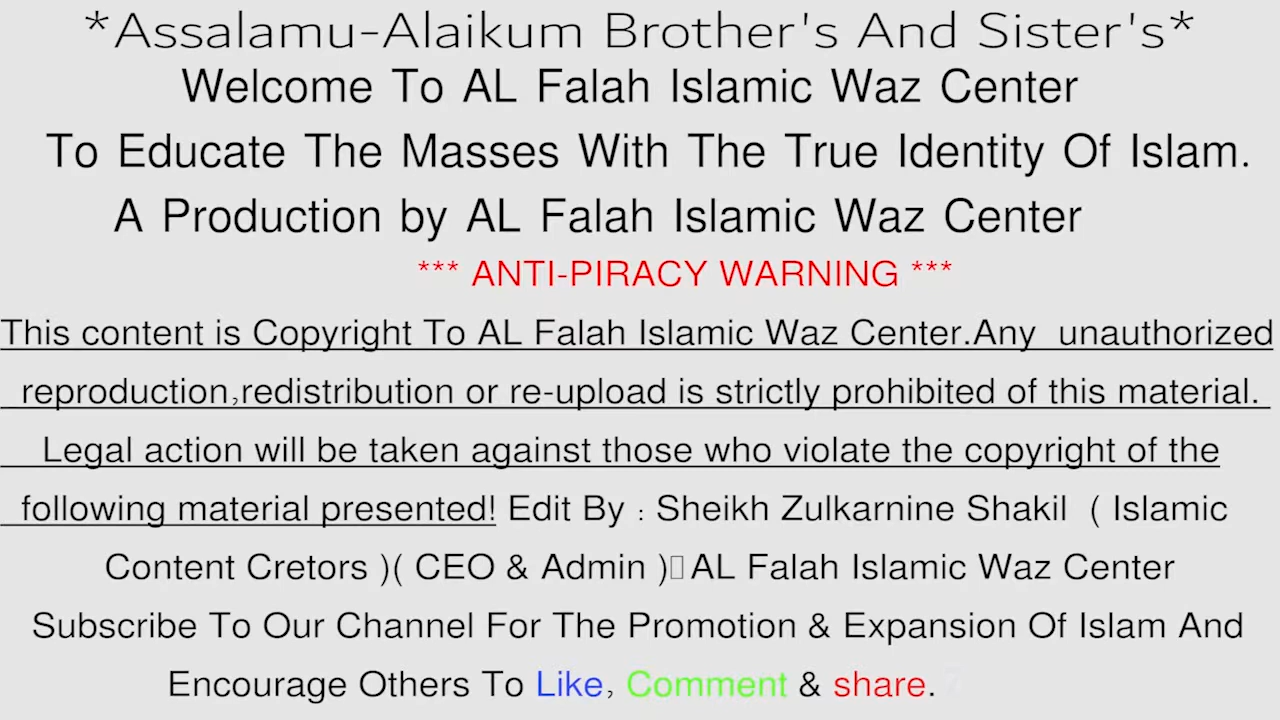 *Assalamu-Alaikum Brother's And Sister's*
Welcome To AL Falah Islamic Waz Center
To Educate The Masses With The True Identity Of Islam.
A Production by AL Falah Islamic Waz Center
*** ANTI-PIRACY WARNING ***
This content is Copyright To AL Falah Islamic Waz Center.Any  unauthorized
reproduction,redistribution or re-upload is strictly prohibited of this material.
Legal action will be taken against those who violate the copyright of the
following material presented! Edit By : Sheikh Zulkarnine Shakil  ( Islamic
Content Cretors )( CEO & Admin ) AL Falah Islamic Waz Center
Subscribe To Our Channel For The Promotion & Expansion Of Islam And
Encourage Others To Like, Comment & share.